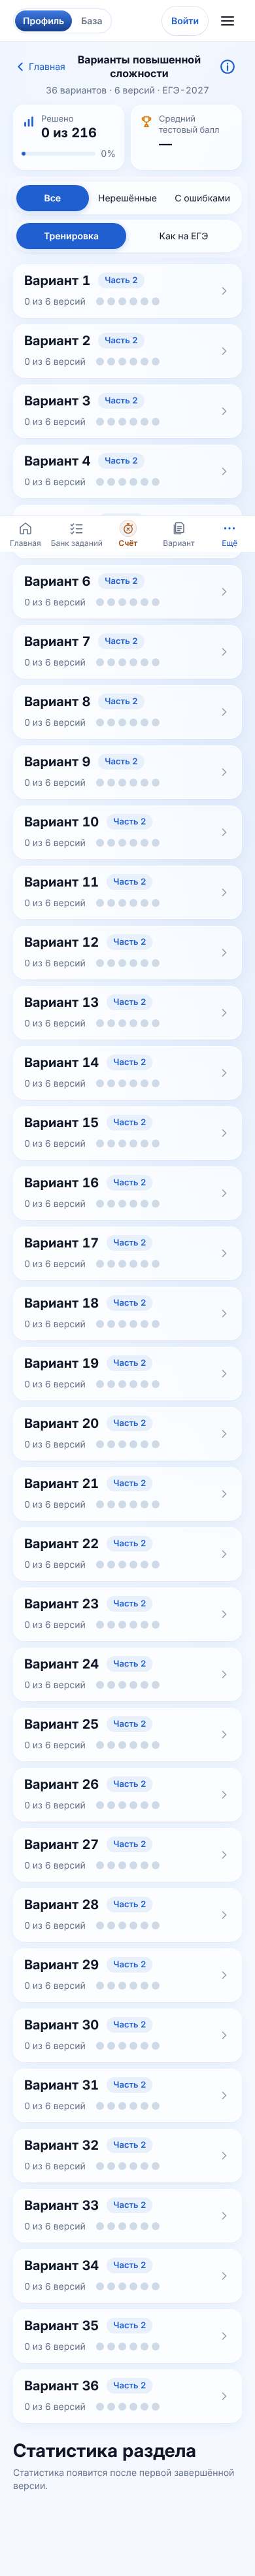 Профиль База Войти
Главная
Варианты повышенной
сложности
36 вариантов · 6 версий · ЕГЭ-2027
Решено
0 из 216
0%
Средний
тестовый балл
—
Все Нерешённые С ошибками
Тренировка Как на ЕГЭ
Вариант 1 Часть 2
0 из 6 версий
Вариант 2 Часть 2
0 из 6 версий
Вариант 3 Часть 2
0 из 6 версий
Вариант 4 Часть 2
0 из 6 версий
Главная Банк заданий Счёт Вариант Ещё
Вариант 6 Часть 2
0 из 6 версий
Вариант 7 Часть 2
0 из 6 версий
Вариант 8 Часть 2
0 из 6 версий
Вариант 9 Часть 2
0 из 6 версий
Вариант 10 Часть 2
0 из 6 версий
Вариант 11 Часть 2
0 из 6 версий
Вариант 12 Часть 2
0 из 6 версий
Вариант 13 Часть 2
0 из 6 версий
Вариант 14 Часть 2
0 из 6 версий
Вариант 15 Часть 2
0 из 6 версий
Вариант 16 Часть 2
0 из 6 версий
Вариант 17 Часть 2
0 из 6 версий
Вариант 18 Часть 2
0 из 6 версий
Вариант 19 Часть 2
0 из 6 версий
Вариант 20 Часть 2
0 из 6 версий
Вариант 21 Часть 2
0 из 6 версий
Вариант 22 Часть 2
0 из 6 версий
Вариант 23 Часть 2
0 из 6 версий
Вариант 24 Часть 2
0 из 6 версий
Вариант 25 Часть 2
0 из 6 версий
Вариант 26 Часть 2
0 из 6 версий
Вариант 27 Часть 2
0 из 6 версий
Вариант 28 Часть 2
0 из 6 версий
Вариант 29 Часть 2
0 из 6 версий
Вариант 30 Часть 2
0 из 6 версий
Вариант 31 Часть 2
0 из 6 версий
Вариант 32 Часть 2
0 из 6 версий
Вариант 33 Часть 2
0 из 6 версий
Вариант 34 Часть 2
0 из 6 версий
Вариант 35 Часть 2
0 из 6 версий
Вариант 36 Часть 2
0 из 6 версий
Статистика раздела
Статистика появится после первой завершённой
версии.